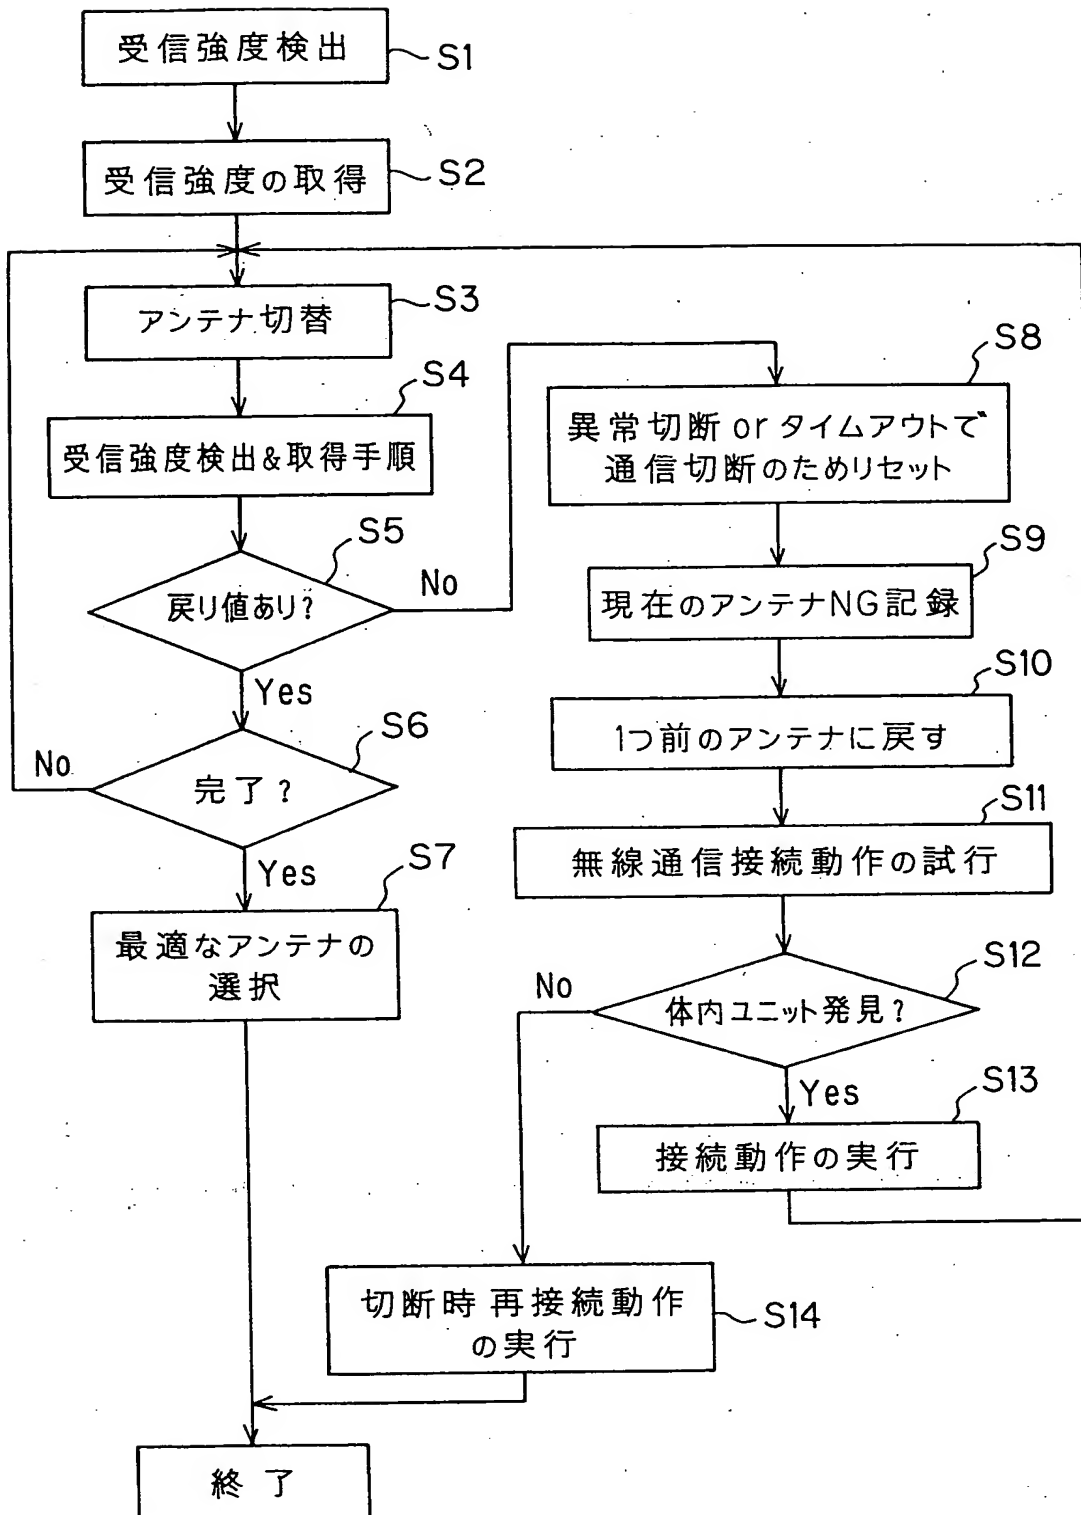 受信強度検出
S1
受信強度の取得
S2
アンテナ切替
S3
受信強度検出&取得手順
S4
戻り値あり?
S5
No
Yes
完了?
S6
No
Yes
最適なアンテナの
選択
S7
異常切断 or タイムアウトで
通信切断のためリセット
S8
現在のアンテナNG記録
S9
1つ前のアンテナに戻す
S10
無線通信接続動作の試行
S11
体内ユニット発見?
S12
No
Yes
接続動作の実行
S13
切断時 再接続動作
の実行
S14
終了